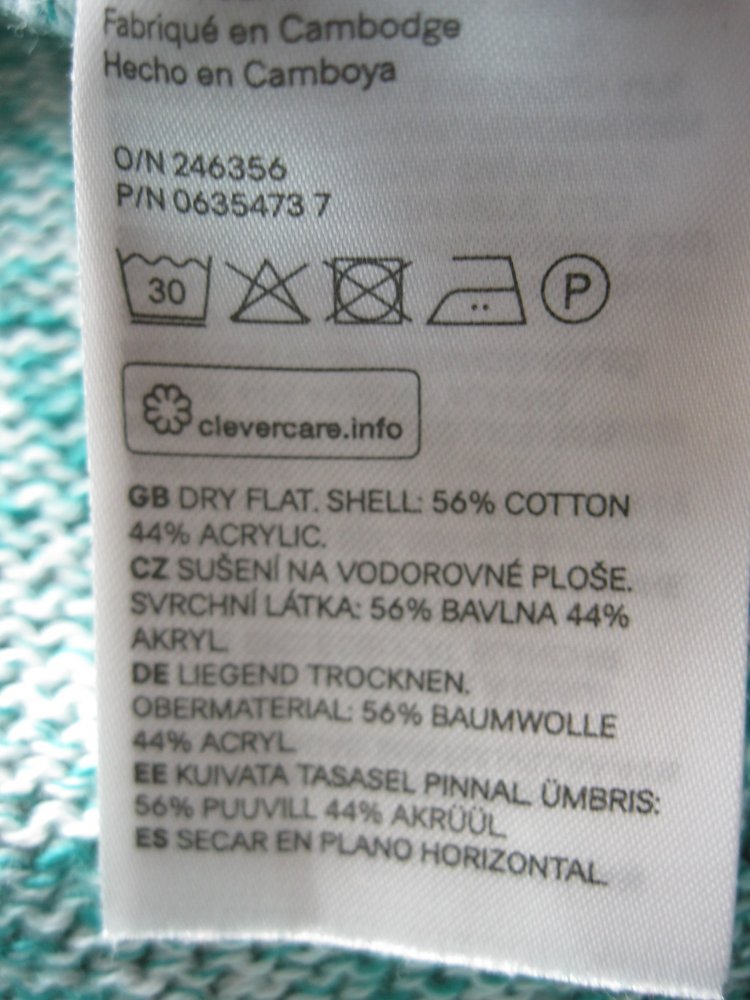 Fabriqué en Cambodge
Hecho en Camboya
O/N 246356
P/N 0635473 7
30
P
clevercare.info
GB DRY FLAT. SHELL: 56% COTTON
44% ACRYLIC.
CZ SUŠENÍ NA VODOROVNÉ PLOŠE.
SVRCHNÍ LÁTKA: 56% BAVLNA 44%
AKRYL.
DE LIEGEND TROCKNEN.
OBERMATERIAL: 56% BAUMWOLLE
44% ACRYL.
EE KUIVATA TASASEL PINNAL. ÜMBRIS:
56% PUUVILL 44% AKRÜÜL.
ES SECAR EN PLANO HORIZONTAL.